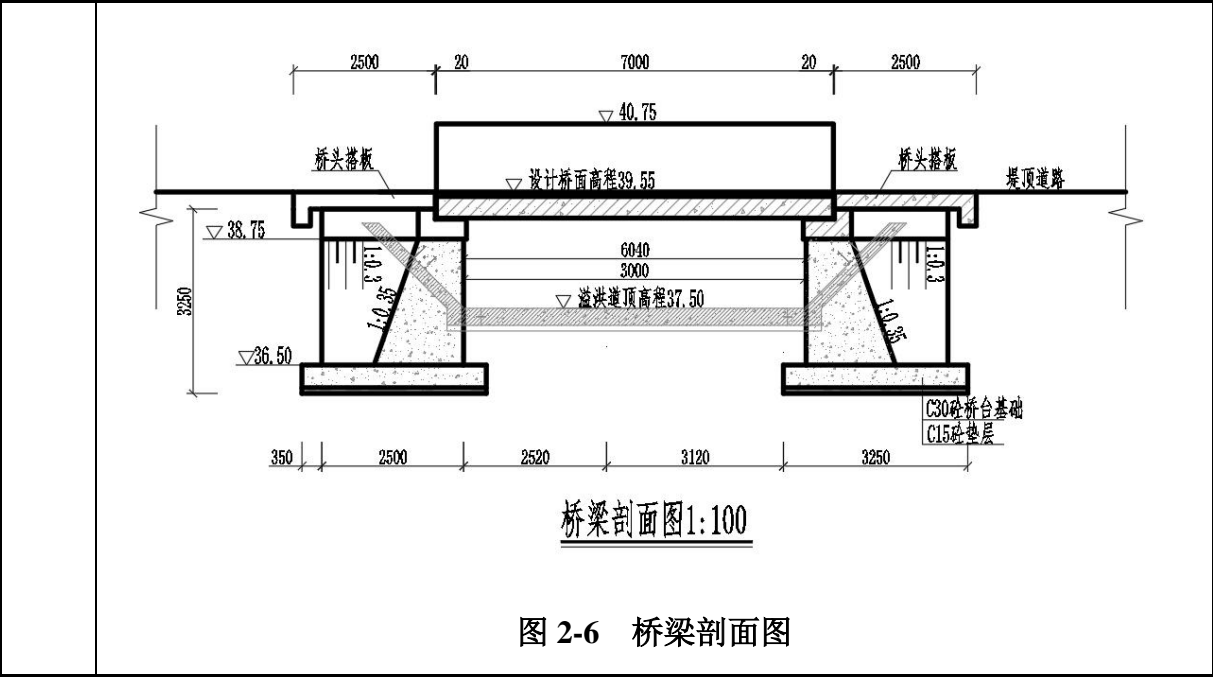 2500 20 7000 20 2500
40.75
桥头搭板 桥头搭板
设计桥面高程39.55 堤顶道路
38.75
6040
1:0.3 3000 1:0.3
3250 溢洪道顶高程37.50
1:0.35 1:0.35
36.50
C30砼桥台基础
C15砼垫层
350 2500 2520 3120 3250
桥梁剖面图1:100
图 2-6 桥梁剖面图